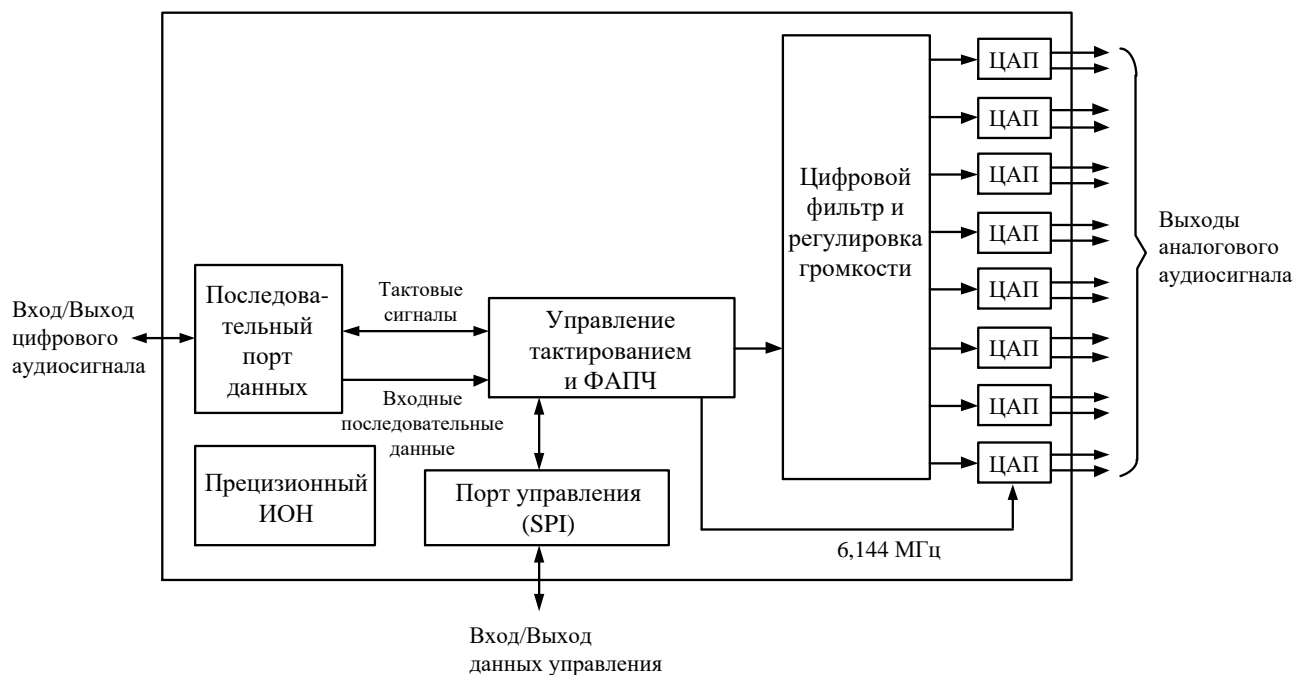 ЦАП
ЦАП
ЦАП
ЦАП
ЦАП
ЦАП
ЦАП
ЦАП
Цифровой
фильтр и
регулировка
громкости
Выходы
аналогового
аудиосигнала
Вход/Выход
цифрового
аудиосигнала
Последова-
тельный
порт
данных
Тактовые
сигналы
Входные
последовательные
данные
Управление
тактированием
и ФАПЧ
Прецизионный
ИОН
Порт управления
(SPI)
6,144 МГц
Вход/Выход
данных управления